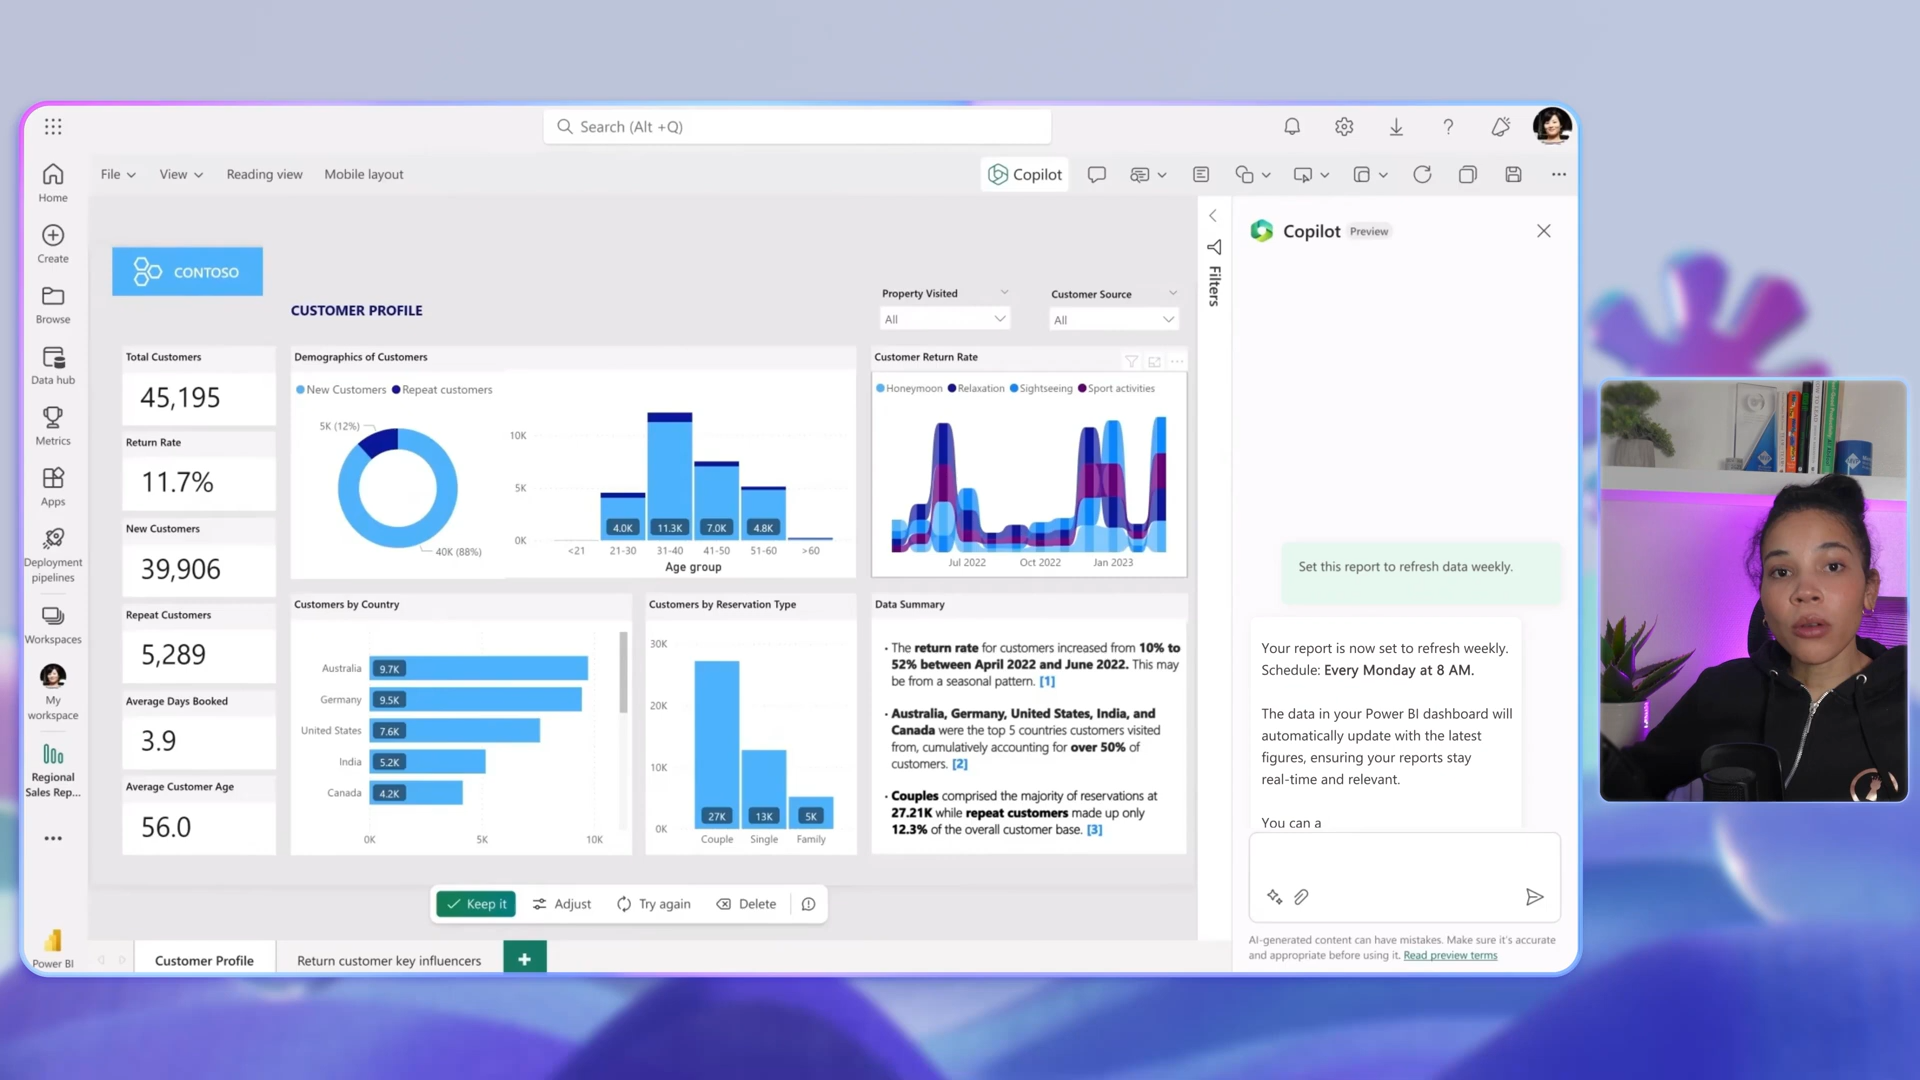 Search (Alt +Q)
File
View
Reading view
Mobile layout
Copilot
Home
Create
Browse
Data hub
Metrics
Apps
Deployment
pipelines
Workspaces
My
workspace
Regional
Sales Rep...
Power BI
CONTOSO
CUSTOMER PROFILE
Property Visited
All
Customer Source
All
Total Customers
45,195
Return Rate
11.7%
New Customers
39,906
Repeat Customers
5,289
Average Days Booked
3.9
Average Customer Age
56.0
Demographics of Customers
New Customers
Repeat customers
5K (12%)
40K (88%)
10K
5K
0K
4.0K
11.3K
7.0K
4.8K
<21
21-30
31-40
41-50
51-60
>60
Age group
Customer Return Rate
Honeymoon
Relaxation
Sightseeing
Sport activities
Jul 2022
Oct 2022
Jan 2023
Customers by Country
Australia
9.7K
Germany
9.5K
United States
7.6K
India
5.2K
Canada
4.2K
0K
5K
10K
Customers by Reservation Type
30K
20K
10K
0K
27K
13K
5K
Couple
Single
Family
Data Summary
· The return rate for customers increased from 10% to
52% between April 2022 and June 2022. This may
be from a seasonal pattern. [1]
· Australia, Germany, United States, India, and
Canada were the top 5 countries customers visited
from, cumulatively accounting for over 50% of
customers. [2]
· Couples comprised the majority of reservations at
27.21K while repeat customers made up only
12.3% of the overall customer base. [3]
Keep it
Adjust
Try again
Delete
Customer Profile
Return customer key influencers
+
Filters
Copilot
Preview
Set this report to refresh data weekly.
Your report is now set to refresh weekly.
Schedule: Every Monday at 8 AM.
The data in your Power BI dashboard will
automatically update with the latest
figures, ensuring your reports stay
real-time and relevant.
You can a
AI-generated content can have mistakes. Make sure it's accurate
and appropriate before using it. Read preview terms